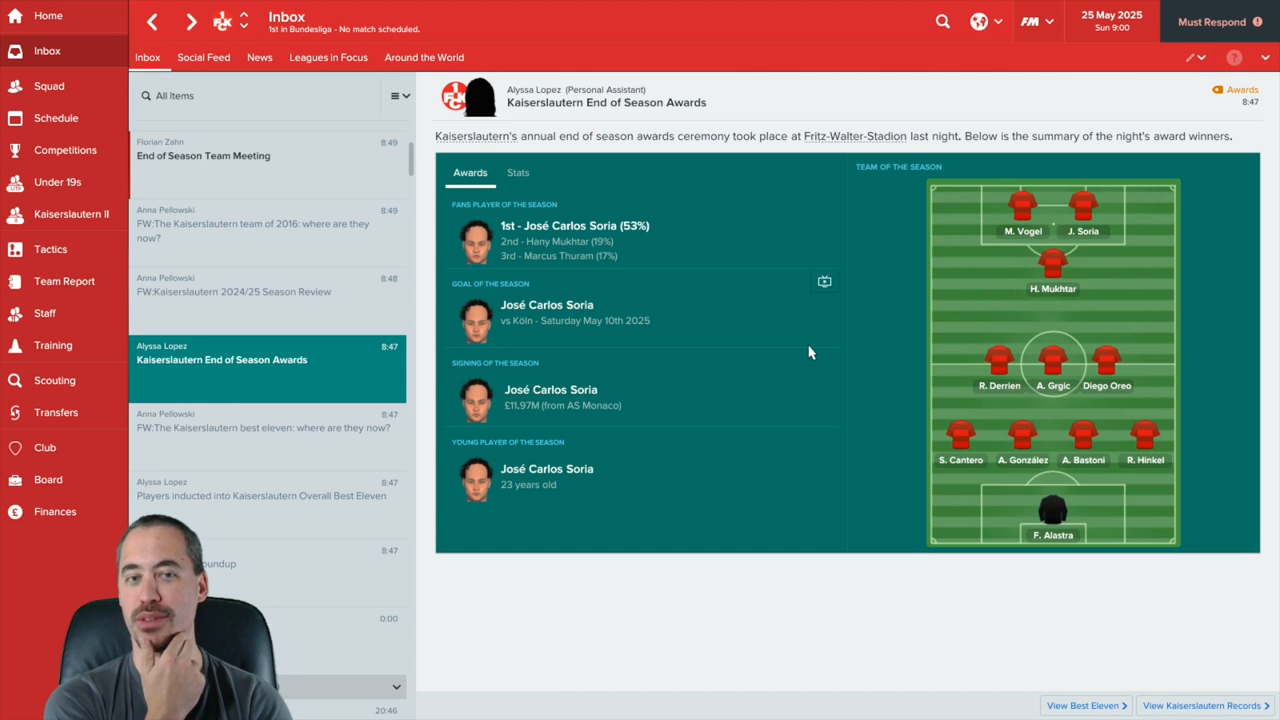 Home
Inbox
Squad
Schedule
Competitions
Under 19s
Kaiserslautern II
Tactics
Team Report
Staff
Training
Scouting
Transfers
Club
Board
Finances
Inbox
1st in Bundesliga - No match scheduled.
FM
25 May 2025
Sun 9:00
Must Respond
Inbox
Social Feed
News
Leagues in Focus
Around the World
All Items
Florian Zahn
8:49
End of Season Team Meeting
Anna Pellowski
8:49
FW:The Kaiserslautern team of 2016: where are they
now?
Anna Pellowski
8:48
FW:Kaiserslautern 2024/25 Season Review
Alyssa Lopez
8:47
Kaiserslautern End of Season Awards
Anna Pellowski
8:47
FW:The Kaiserslautern best eleven: where are they now?
Alyssa Lopez
8:47
Players inducted into Kaiserslautern Overall Best Eleven
8:47
0:00
20:46
Alyssa Lopez (Personal Assistant)
Kaiserslautern End of Season Awards
Awards
8:47
Kaiserslautern's annual end of season awards ceremony took place at Fritz-Walter-Stadion last night. Below is the summary of the night's award winners.
Awards
Stats
FANS PLAYER OF THE SEASON
1st - José Carlos Soria (53%)
2nd - Hany Mukhtar (19%)
3rd - Marcus Thuram (17%)
GOAL OF THE SEASON
José Carlos Soria
vs Köln - Saturday May 10th 2025
SIGNING OF THE SEASON
José Carlos Soria
£11.97M (from AS Monaco)
YOUNG PLAYER OF THE SEASON
José Carlos Soria
23 years old
TEAM OF THE SEASON
M. Vogel
J. Soria
H. Mukhtar
R. Derrien
A. Grgic
Diego Oreo
S. Cantero
A. González
A. Bastoni
R. Hinkel
F. Alastra
View Best Eleven
View Kaiserslautern Records